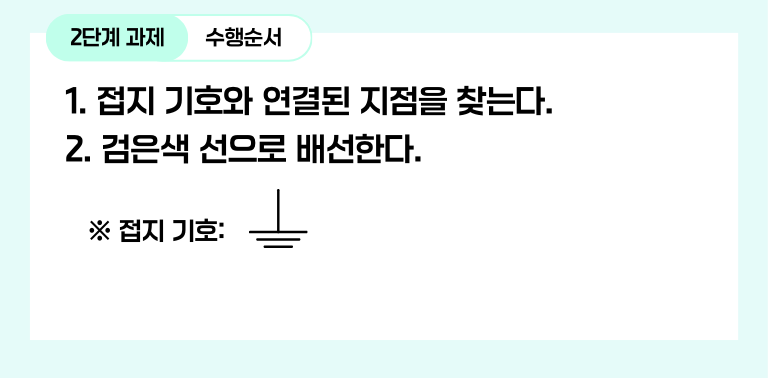 2단계 과제 수행순서
1. 접지 기호와 연결된 지점을 찾는다.
2. 검은색 선으로 배선한다.
※ 접지 기호: